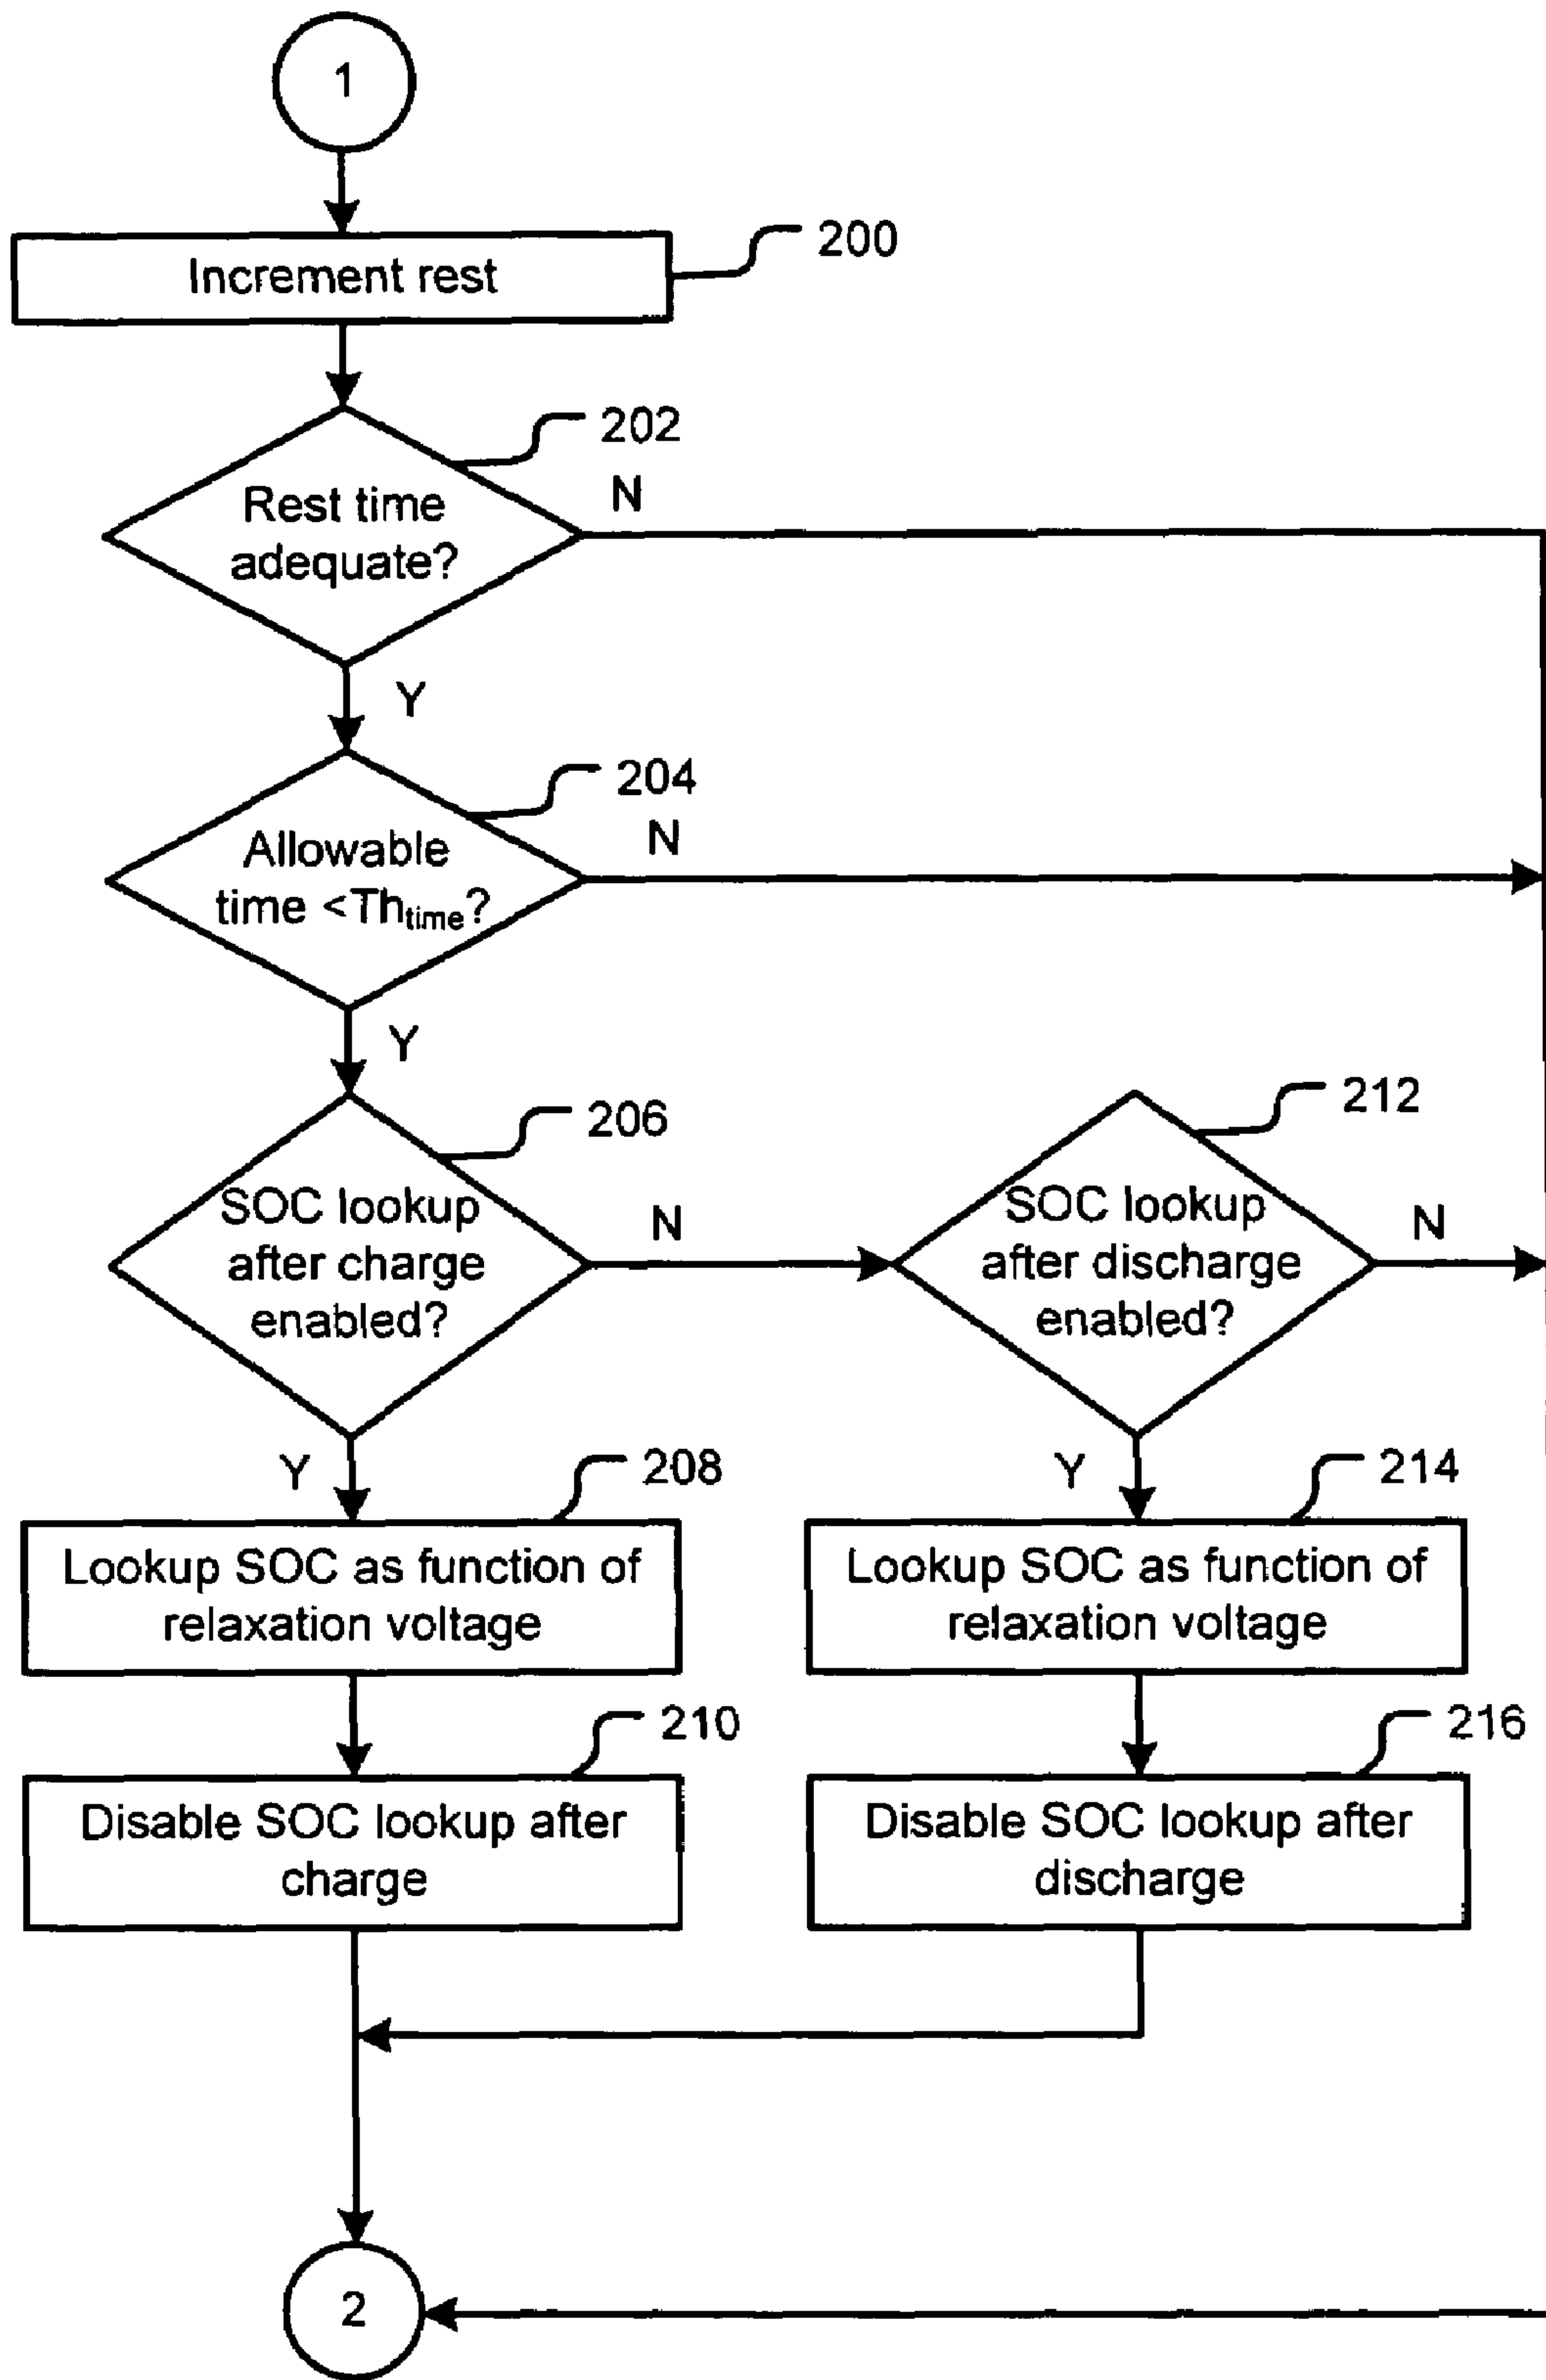 1
Increment rest
200
202
Rest time
adequate?
N
Y
204
Allowable
time <Thtime?
N
Y
206
SOC lookup
after charge
enabled?
N
212
SOC lookup
after discharge
enabled?
N
Y
208
Lookup SOC as function of
relaxation voltage
Y
214
Lookup SOC as function of
relaxation voltage
210
Disable SOC lookup after
charge
216
Disable SOC lookup after
discharge
2